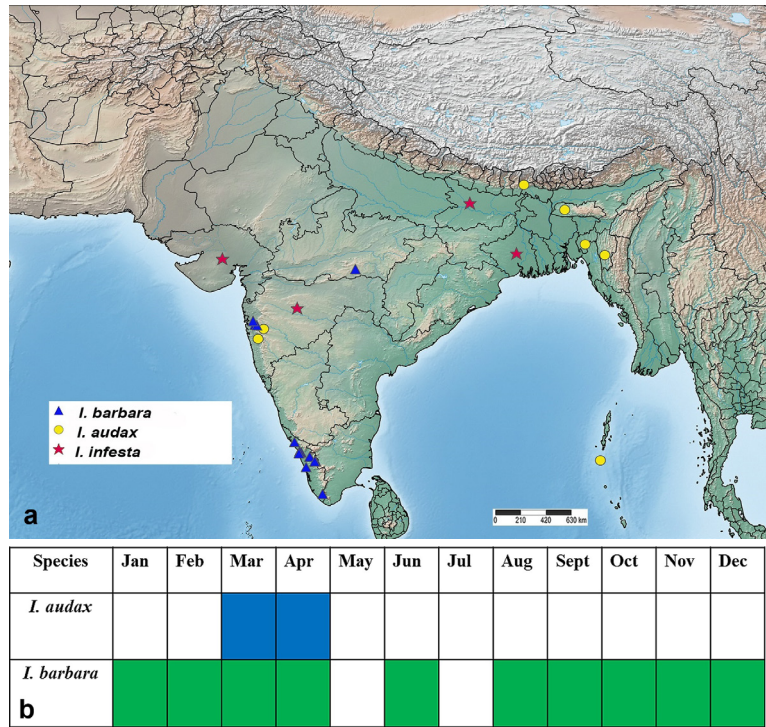 I. barbara
I. audax
I. infesta
a
0 210 420 630 km
Species Jan Feb Mar Apr May Jun Jul Aug Sept Oct Nov Dec
I. audax
I. barbara
b